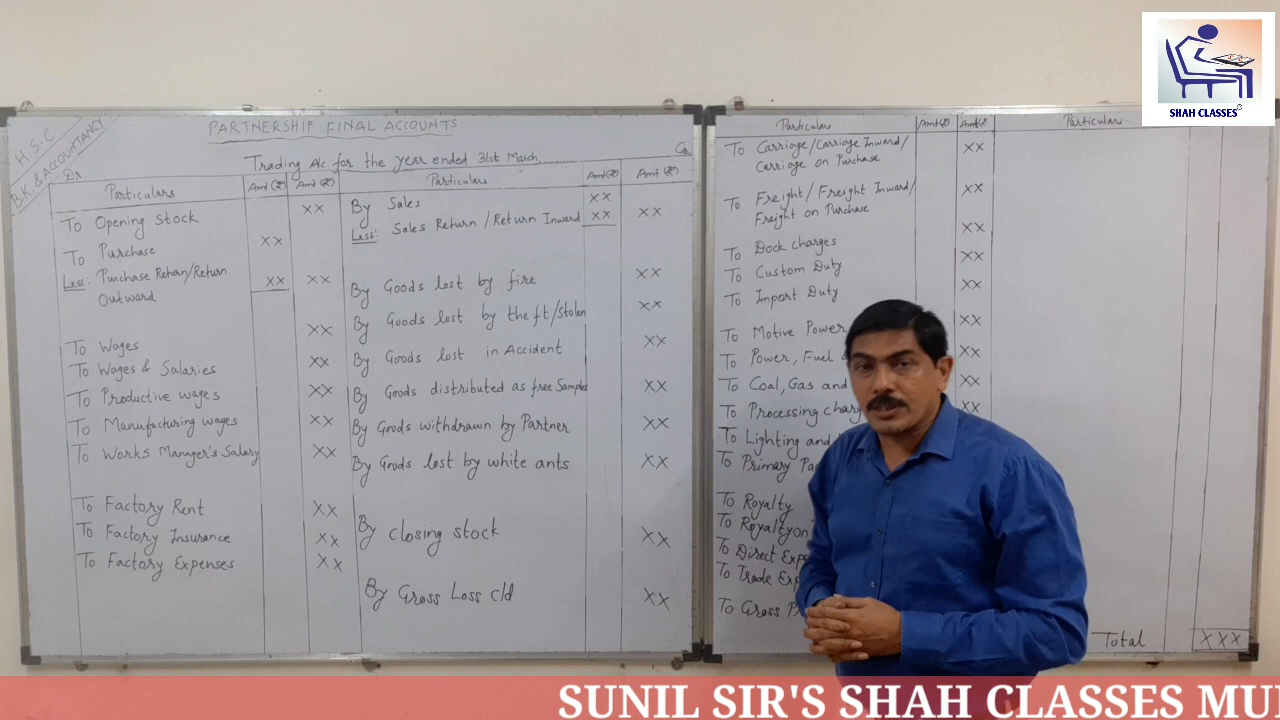 SHAH CLASSES
H.S.C
B.K & ACCOUNTANCY
PARTNERSHIP FINAL ACCOUNTS
Trading A/c for the year ended 31st March...........
Dr
Cr
Particulars Amt(₹) Amt(₹) Particulars Amt(₹) Amt(₹)
To Opening Stock xx
To Purchase xx
Less: Purchase Return/Return xx xx
Outward
To Wages xx
To Wages & Salaries xx
To Productive wages xx
To Manufacturing wages xx
To Works Manger's Salary xx
To Factory Rent xx
To Factory Insurance xx
To Factory Expenses xx
By Sales xx
Less: Sales Return/Return Inward xx xx
By Goods lost by fire xx
By Goods lost by theft/stolen xx
By Goods lost in Accident xx
By Goods distributed as free Samples xx
By Goods withdrawn by Partner xx
By Goods lost by white ants xx
By closing stock xx
By Gross Loss c/d xx
Particular Amt(₹) Amt(₹) Particular
To Carriage/Carriage Inward/ xx
Carriage on Purchase
To Freight/Freight Inward/ xx
Freight on Purchase
To Dock charges xx
To Custom Duty xx
To Import Duty xx
To Motive Power xx
To Power, Fuel xx
To Coal, Gas and xx
To Processing xx
To Lighting and
To Primary
To Royalty
To Royalty on
To Direct
To Trade
To Gross
Total xxx
SUNIL SIR'S SHAH CLASSES